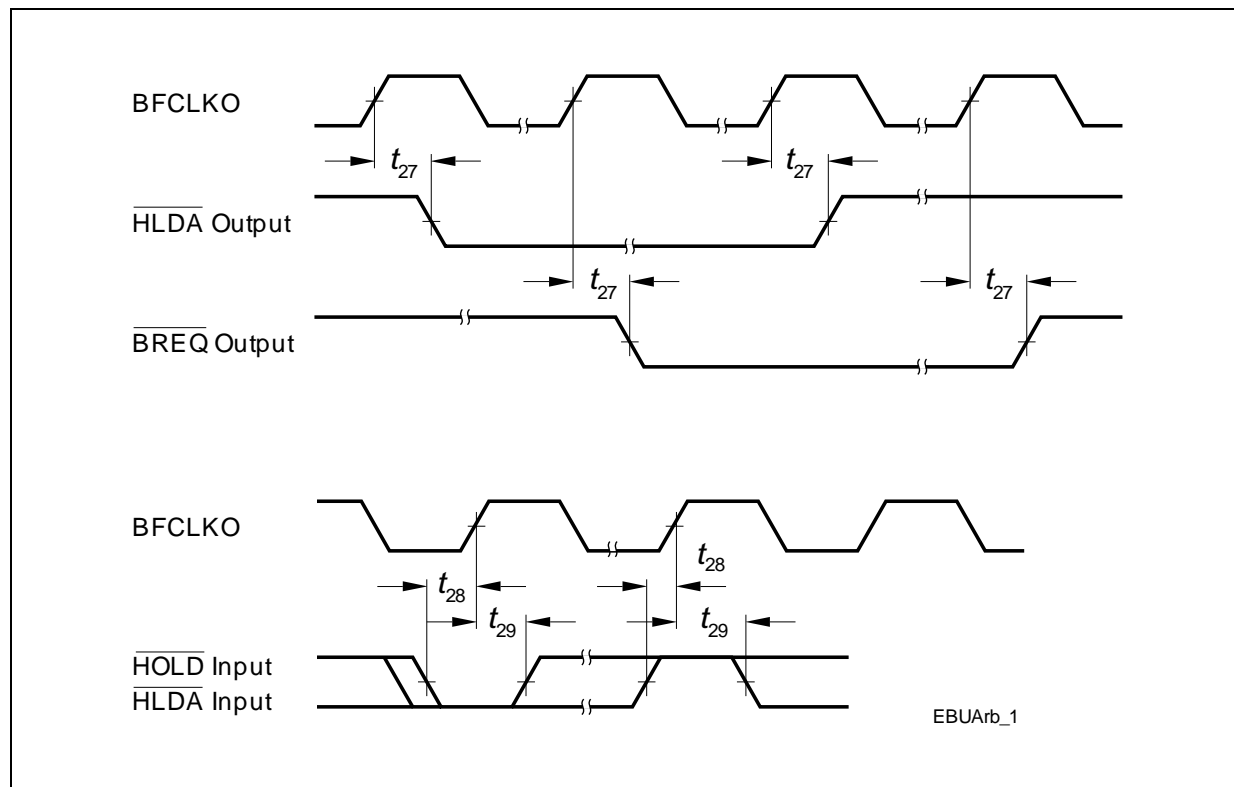 BFCLKO
t27 t27
HLDA Output
t27 t27
BREQ Output
BFCLKO
t28
t28
t29 t29
HOLD Input
HLDA Input
EBUArb_1